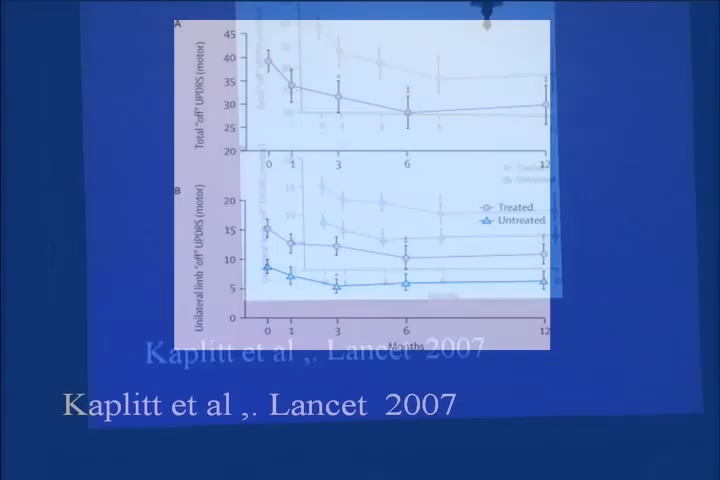 A
Total "off" UPDRS (motor)
45
40
35
30
25
20
0 1 3 6 12
B
Unilateral limb "off" UPDRS (motor)
20
15
10
5
0
Treated
Untreated
0 1 3 6 12
Months
Kaplitt et al ,. Lancet 2007
Kaplitt et al ,. Lancet 2007